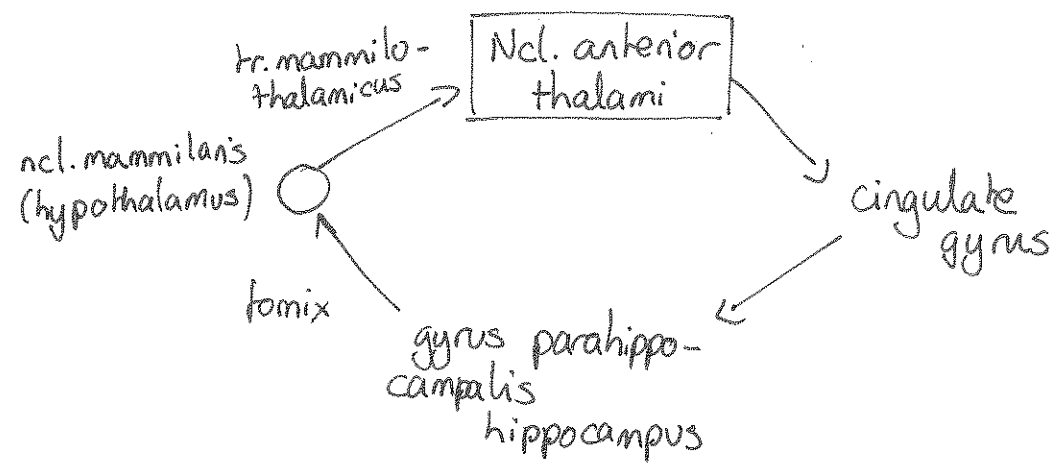 tr. mammilo-
thalamicus
Ncl. anterior
thalami
ncl. mammilaris
(hypothalamus)
cingulate
gyrus
fornix
gyrus parahippo-
campalis
hippocampus